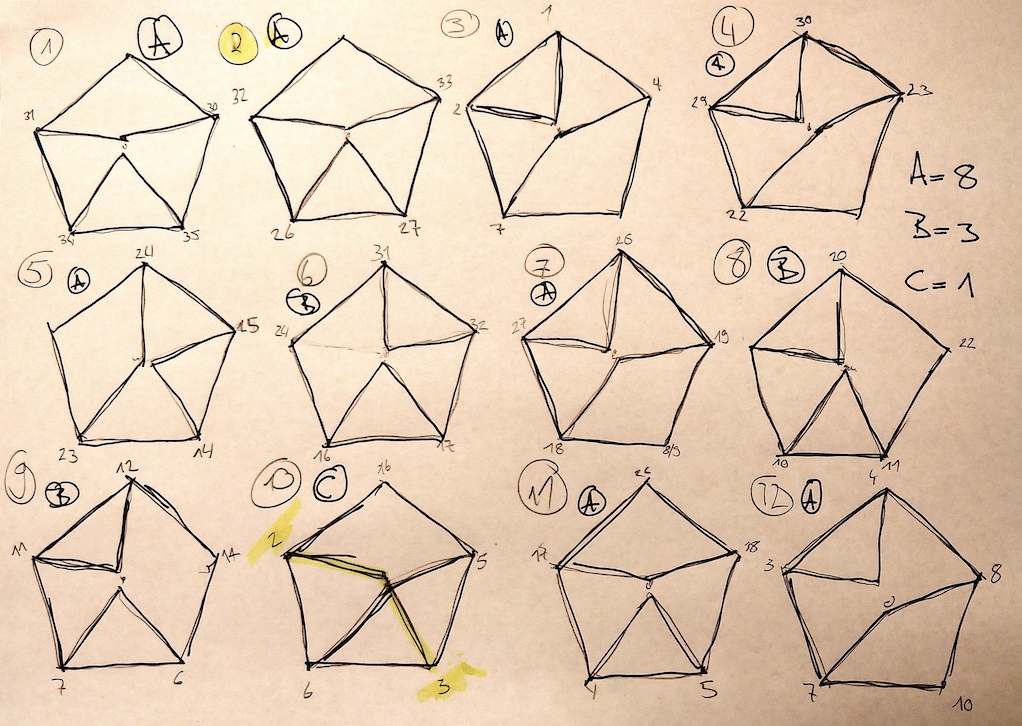 1 A 2 A 3 A 1 4 A 30
31 30 32 33 2 4 29 23
A = 8
B = 3
34 35 26 27 7 22
C = 1
5 A 24 6 B 31 7 A 26 8 B 20
15 24 32 27 19 22
23 14 16 17 18 8/9 10 11
9 B 12 10 C 16 11 A 26 12 A 4
11 14 2 5 17 18 3 8
7 6 6 3 4 5 7 10